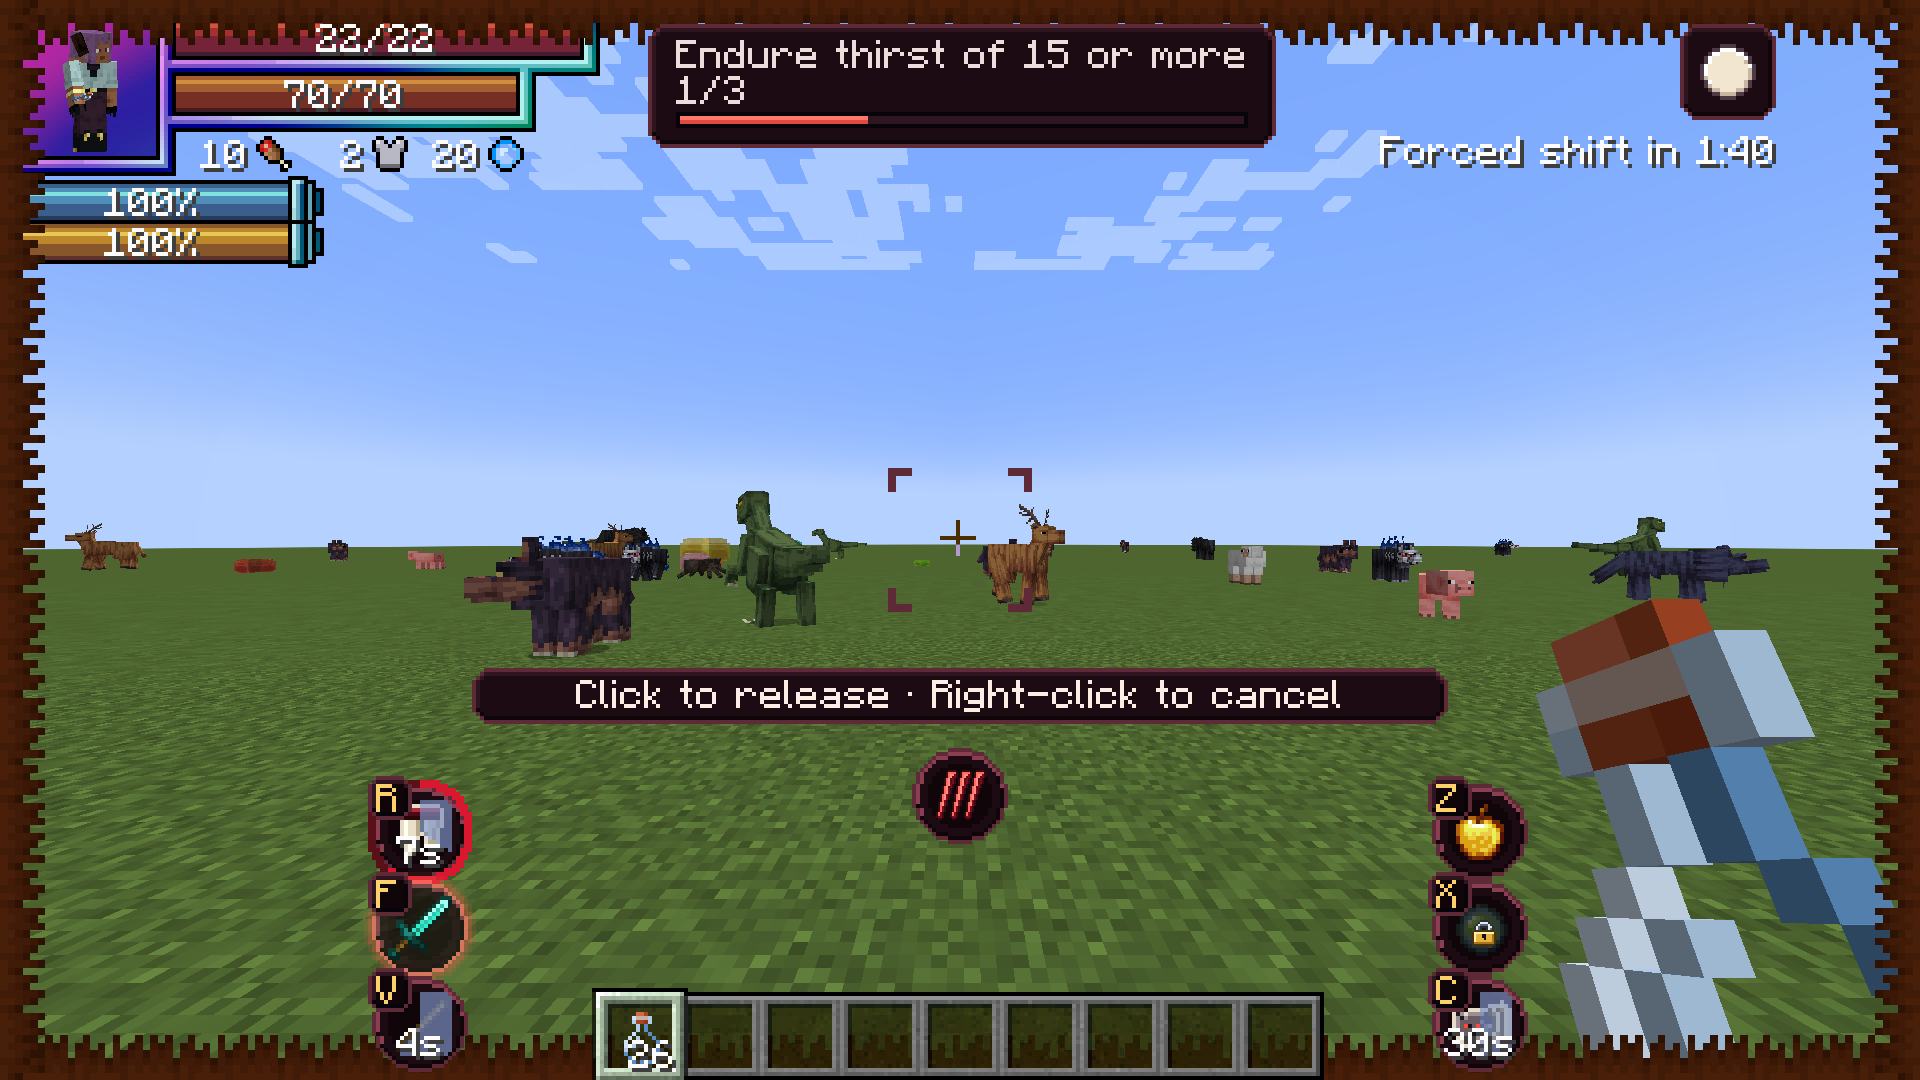 22/22
Endure thirst of 15 or more
1/3
70/70
10
2
20
Forced shift in 1:40
100%
100%
Click to release · Right-click to cancel
R
7s
F
V
4s
Z
X
C
30s
26